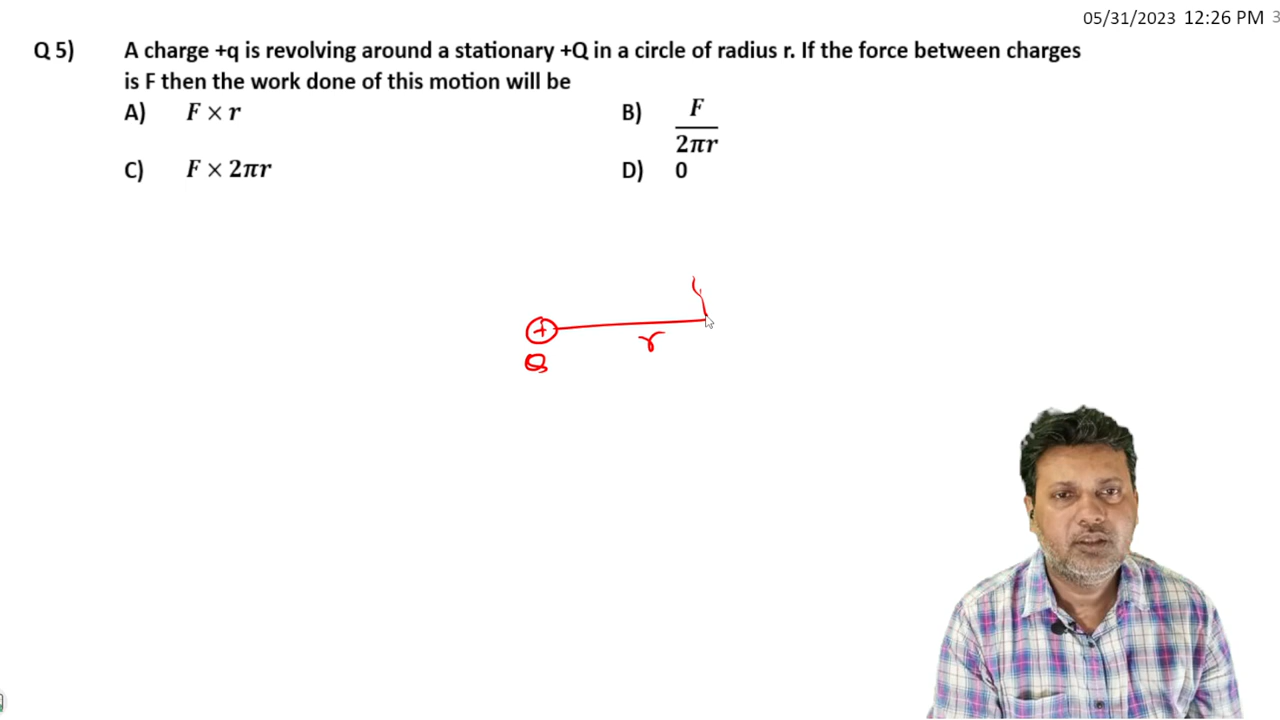 05/31/2023 12:26 PM 3
Q 5) A charge +q is revolving around a stationary +Q in a circle of radius r. If the force between charges
is F then the work done of this motion will be
A) F × r B) F / 2πr
C) F × 2πr D) 0
+
r
Q